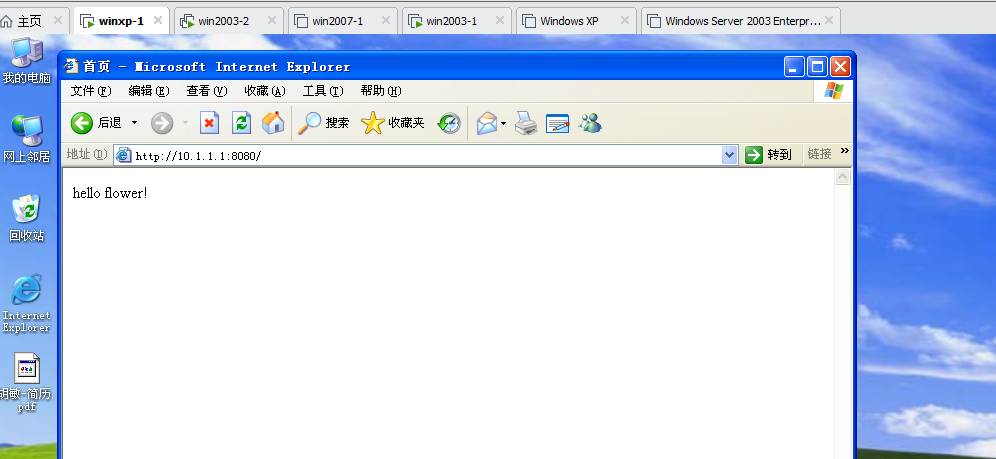 主页 winxp-1 win2003-2 win2007-1 win2003-1 Windows XP Windows Server 2003 Enterpr...
我的电脑
网上邻居
回收站
Internet
Explorer
胡敏-简历
pdf
首页 - Microsoft Internet Explorer
文件(F) 编辑(E) 查看(V) 收藏(A) 工具(T) 帮助(H)
后退 搜索 收藏夹
地址(D) http://10.1.1.1:8080/ 转到 链接 »
hello flower!